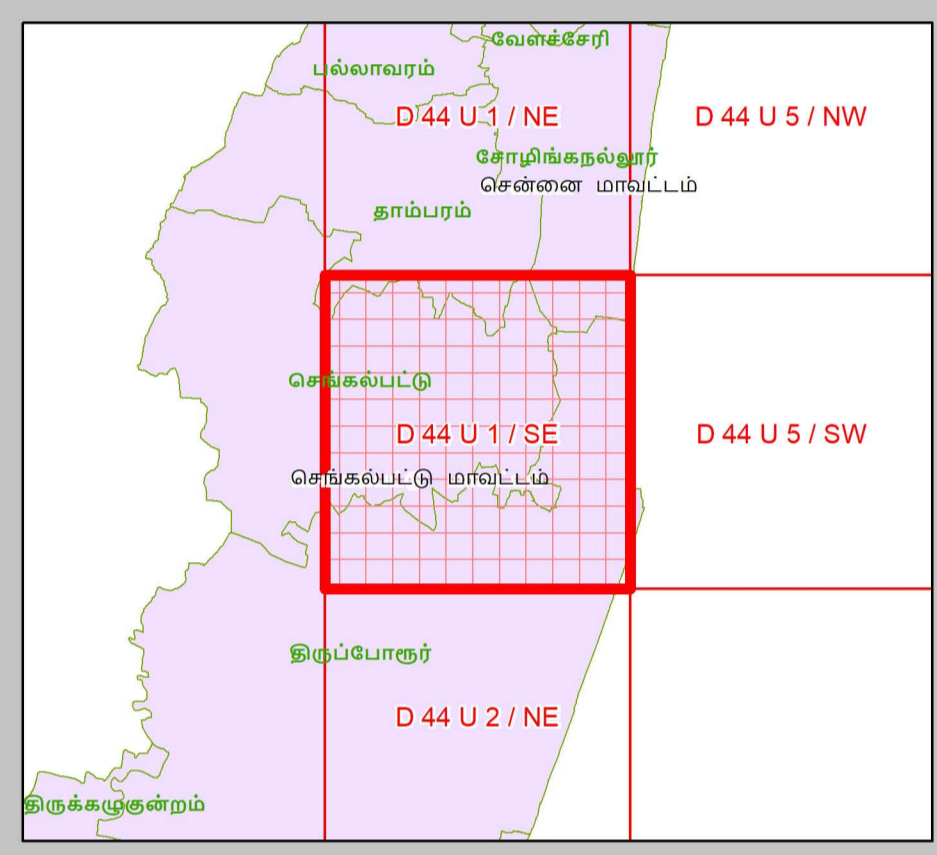 வேளச்சேரி
பல்லாவரம்
D 44 U 1 / NE
D 44 U 5 / NW
சோழிங்கநல்லூர்
சென்னை மாவட்டம்
தாம்பரம்
செங்கல்பட்டு
D 44 U 1 / SE
D 44 U 5 / SW
செங்கல்பட்டு மாவட்டம்
திருப்போரூர்
D 44 U 2 / NE
திருக்கழுகுன்றம்